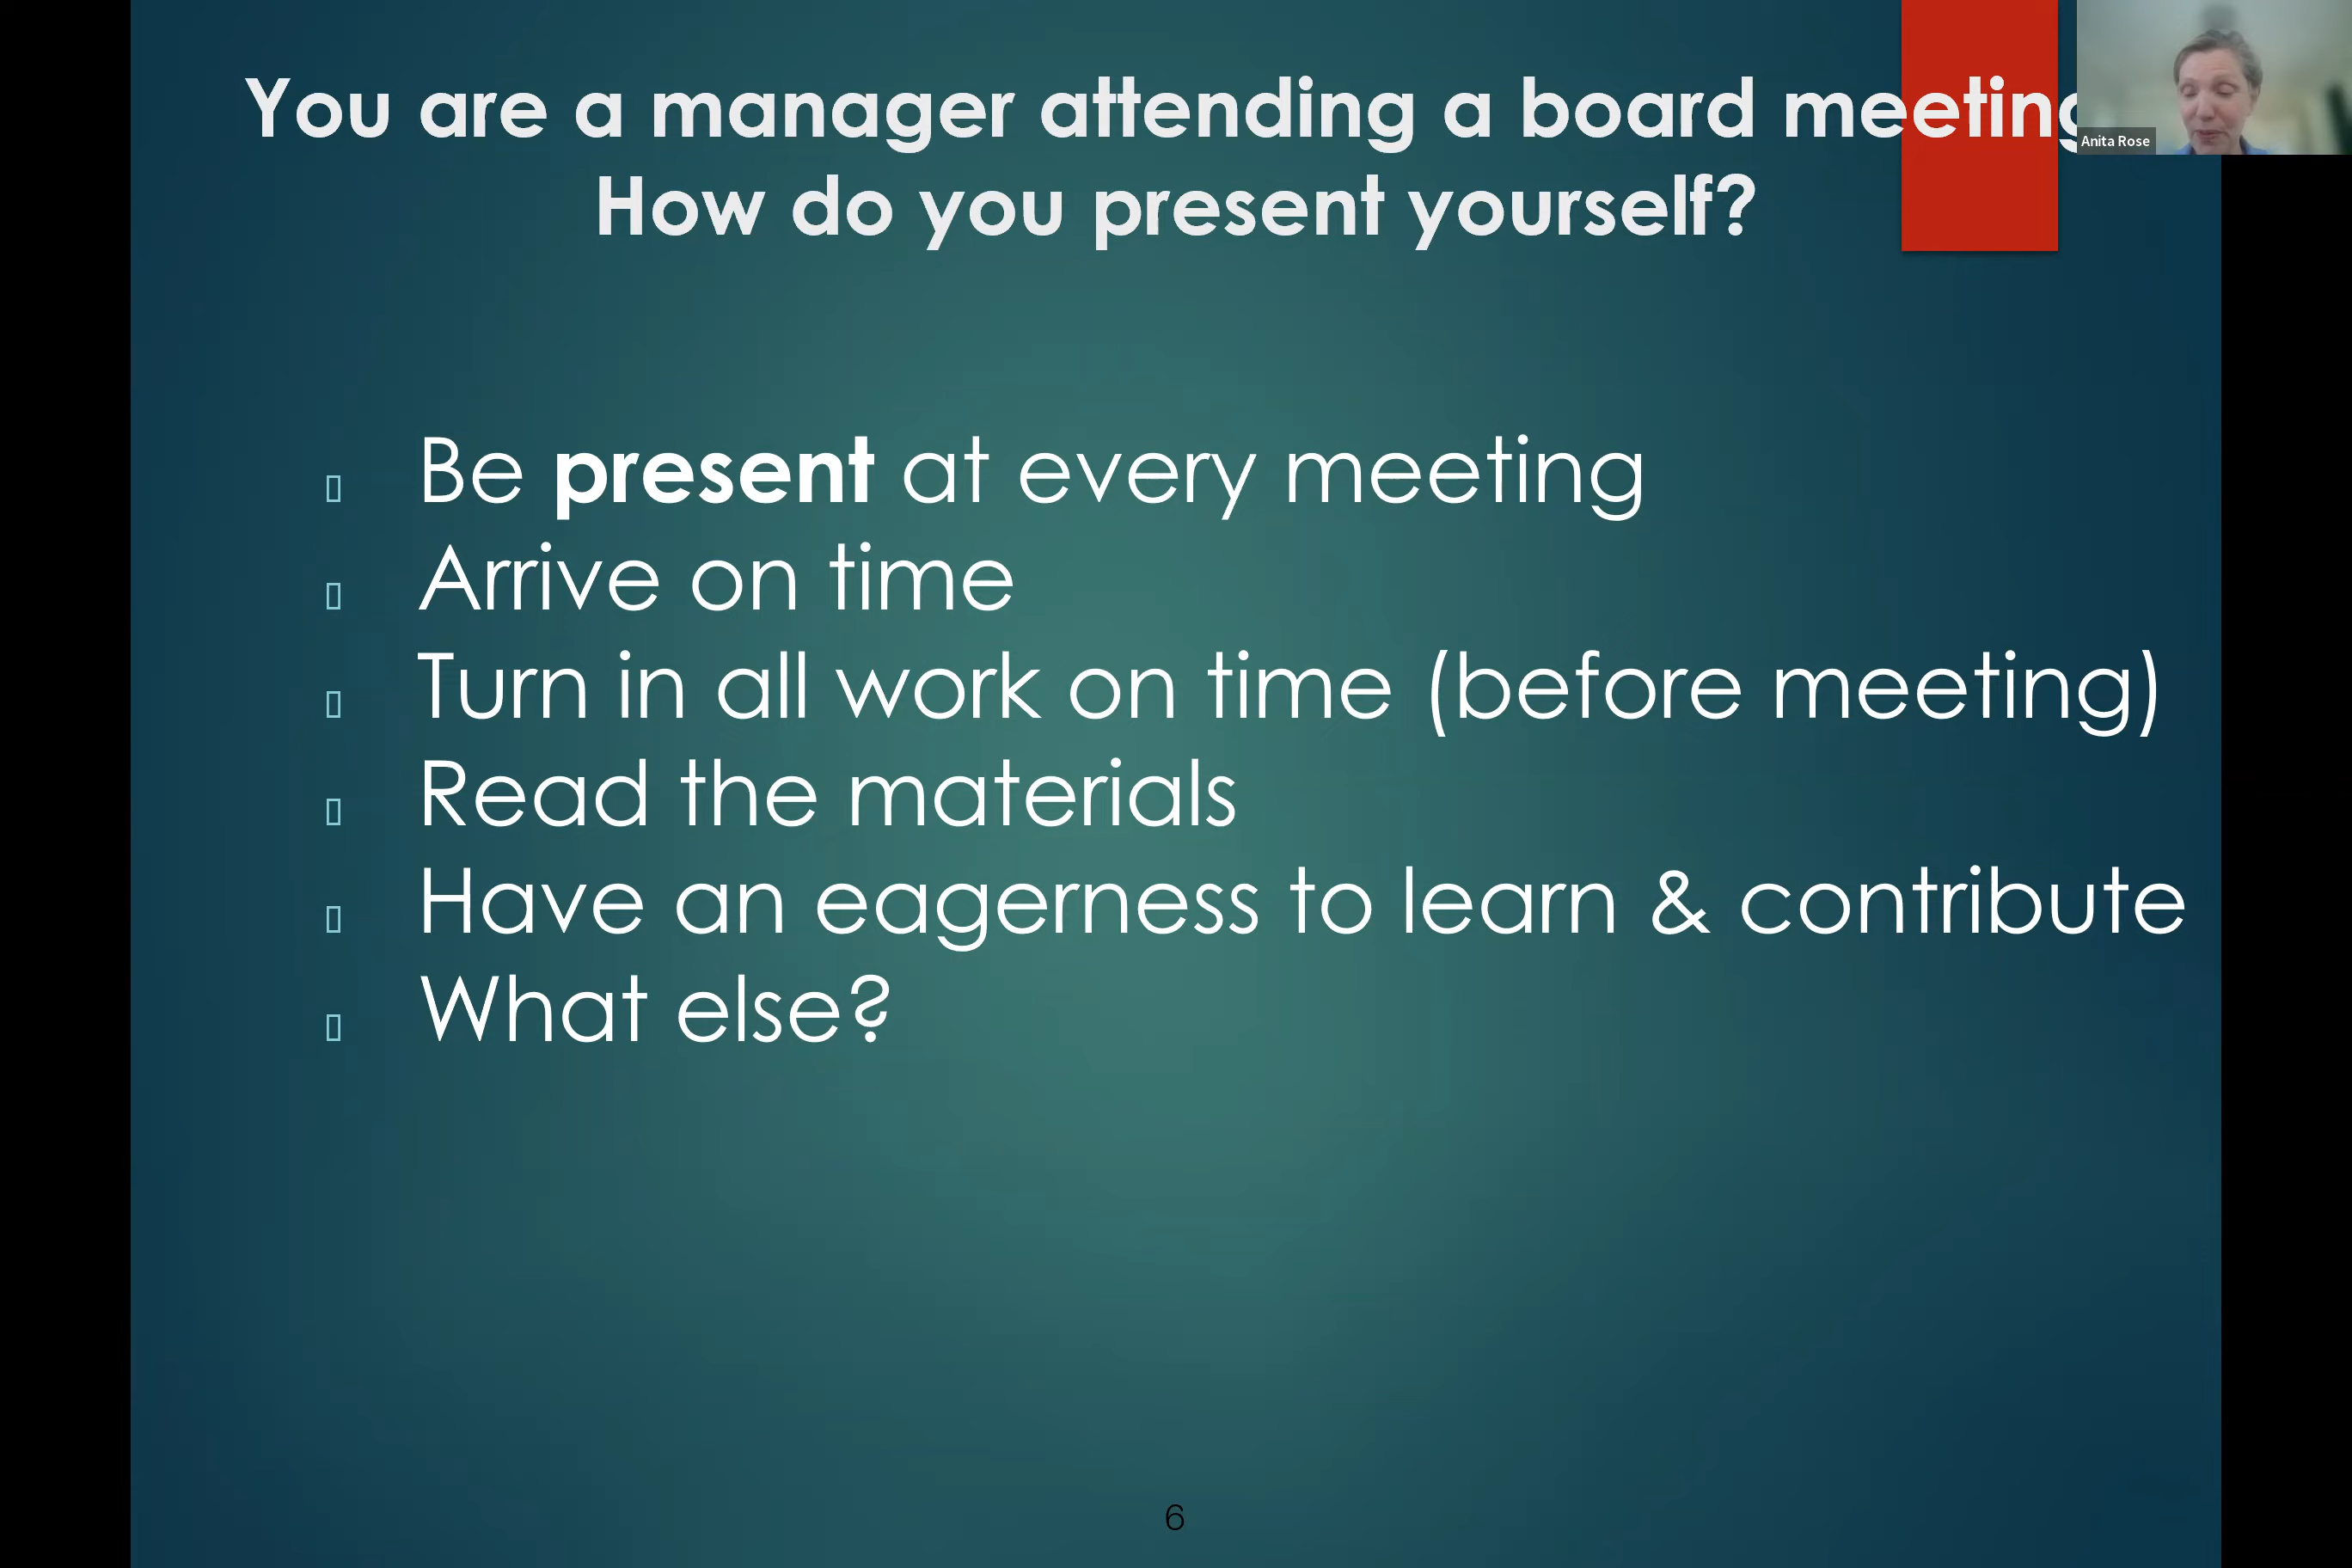 You are a manager attending a board meeting
How do you present yourself?
Anita Rose
Be present at every meeting
Arrive on time
Turn in all work on time (before meeting)
Read the materials
Have an eagerness to learn & contribute
What else?
6